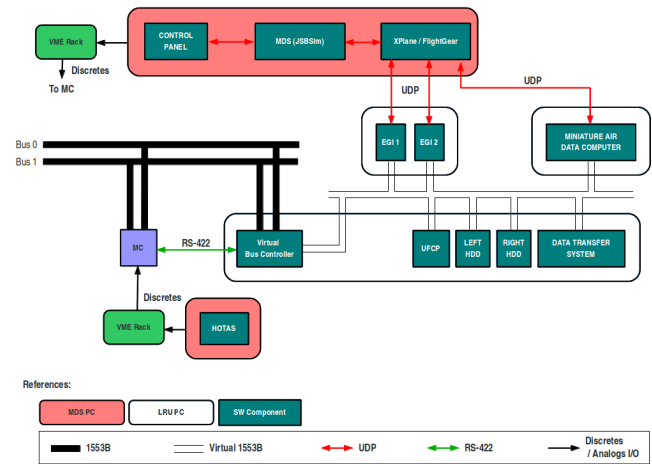 VME Rack
CONTROL
PANEL
MDS (JSBSim)
XPlane / FlightGear
Discretes
To MC
UDP
UDP
EGI 1
EGI 2
MINIATURE AIR
DATA COMPUTER
Bus 0
Bus 1
MC
RS-422
Virtual
Bus Controller
UFCP
LEFT
HDD
RIGHT
HDD
DATA TRANSFER
SYSTEM
Discretes
VME Rack
HOTAS
References:
MDS PC
LRU PC
SW Component
1553B
Virtual 1553B
UDP
RS-422
Discretes
/ Analogs I/O